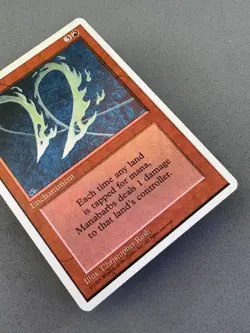 3
Enchantment
Each time any land
is tapped for mana,
Manabarbs deals 1 damage
to that land's controller.
Illus. Christopher Rush